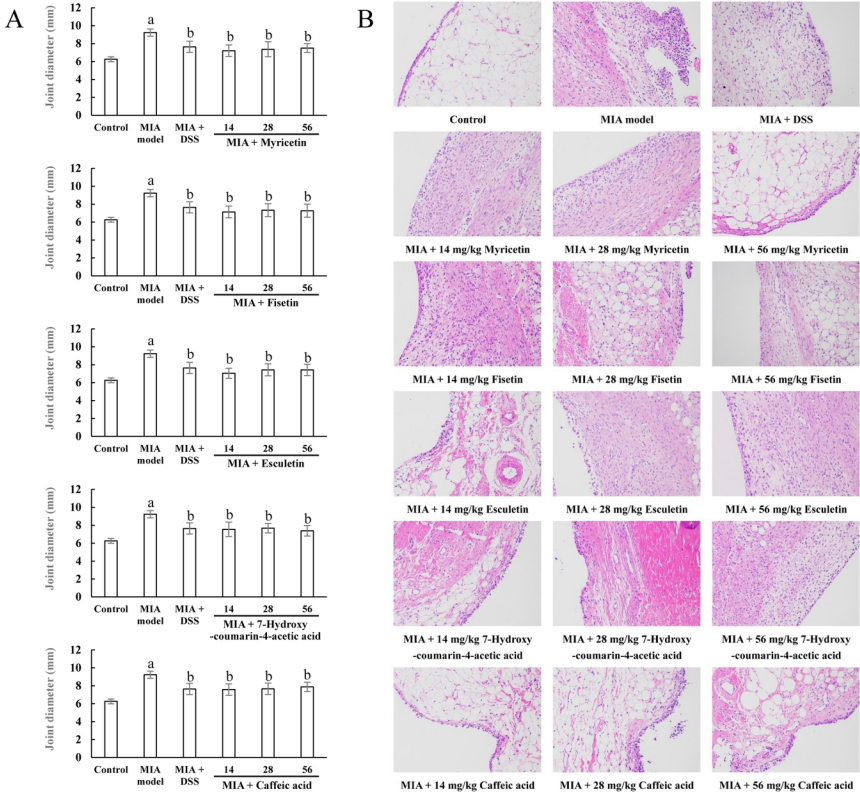 A
B
Joint diameter (mm)
12
10
8
6
4
2
0
a
b
b
b
b
Control
MIA
model
MIA +
DSS
14
28
56
MIA + Myricetin
Joint diameter (mm)
12
10
8
6
4
2
0
a
b
b
b
b
Control
MIA
model
MIA +
DSS
14
28
56
MIA + Fisetin
Joint diameter (mm)
12
10
8
6
4
2
0
a
b
b
b
b
Control
MIA
model
MIA +
DSS
14
28
56
MIA + Esculetin
Joint diameter (mm)
12
10
8
6
4
2
0
a
b
b
b
b
Control
MIA
model
MIA +
DSS
14
28
56
MIA + 7-Hydroxy
-coumarin-4-acetic acid
Joint diameter (mm)
12
10
8
6
4
2
0
a
b
b
b
b
Control
MIA
model
MIA +
DSS
14
28
56
MIA + Caffeic acid
Control
MIA model
MIA + DSS
MIA + 14 mg/kg Myricetin
MIA + 28 mg/kg Myricetin
MIA + 56 mg/kg Myricetin
MIA + 14 mg/kg Fisetin
MIA + 28 mg/kg Fisetin
MIA + 56 mg/kg Fisetin
MIA + 14 mg/kg Esculetin
MIA + 28 mg/kg Esculetin
MIA + 56 mg/kg Esculetin
MIA + 14 mg/kg 7-Hydroxy
-coumarin-4-acetic acid
MIA + 28 mg/kg 7-Hydroxy
-coumarin-4-acetic acid
MIA + 56 mg/kg 7-Hydroxy
-coumarin-4-acetic acid
MIA + 14 mg/kg Caffeic acid
MIA + 28 mg/kg Caffeic acid
MIA + 56 mg/kg Caffeic acid